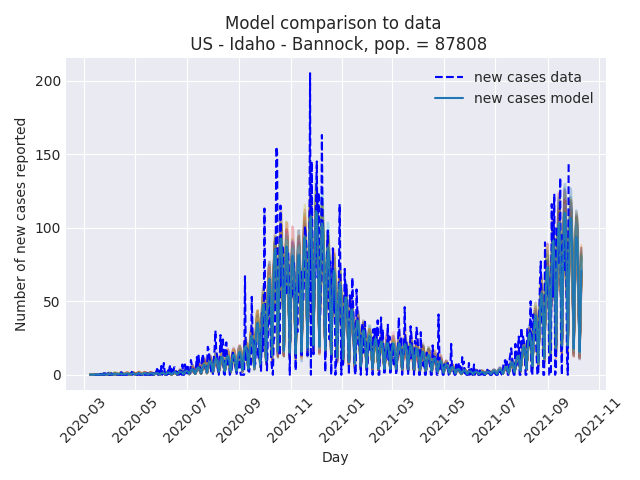 Model comparison to data
US - Idaho - Bannock, pop. = 87808
new cases data
new cases model
Number of new cases reported
200
150
100
50
0
2020-03
2020-05
2020-07
2020-09
2020-11
2021-01
2021-03
2021-05
2021-07
2021-09
2021-11
Day